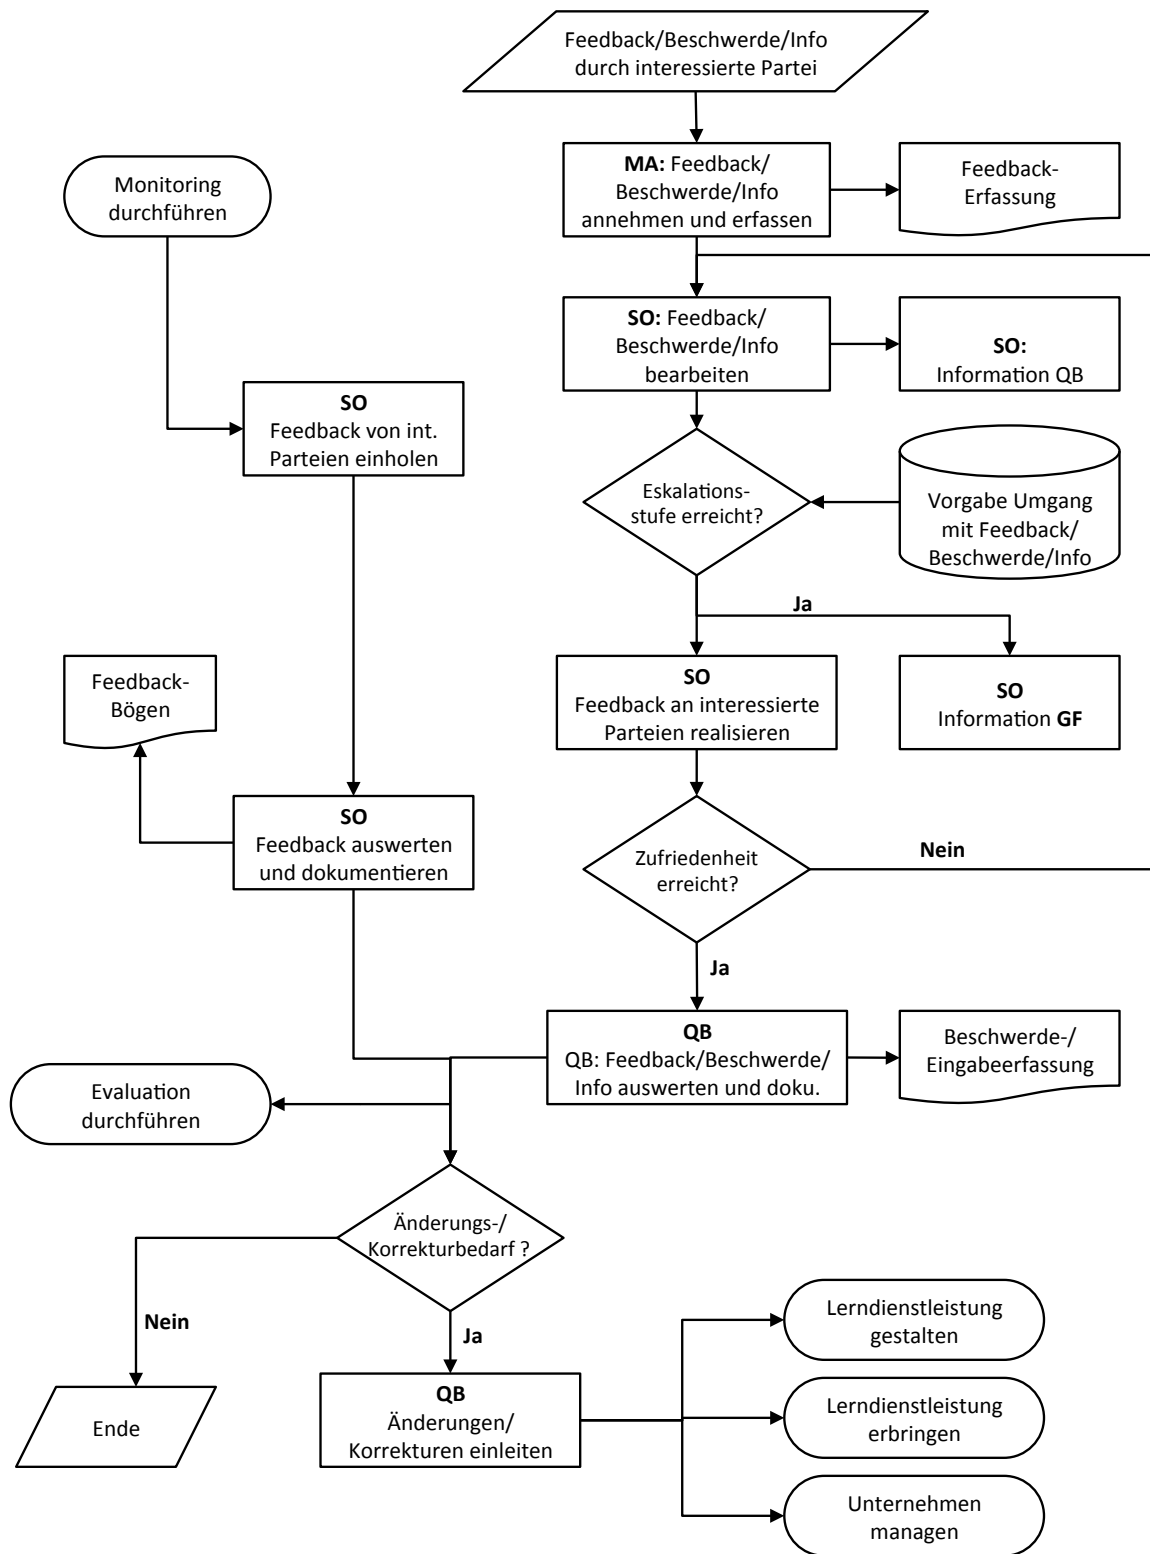 Feedback/Beschwerde/Info
durch interessierte Partei
MA: Feedback/
Beschwerde/Info
annehmen und erfassen
Feedback-
Erfassung
Monitoring
durchführen
SO: Feedback/
Beschwerde/Info
bearbeiten
SO:
Information QB
SO
Feedback von int.
Parteien einholen
Eskalations-
stufe erreicht?
Vorgabe Umgang
mit Feedback/
Beschwerde/Info
Ja
Feedback-
Bögen
SO
Feedback an interessierte
Parteien realisieren
SO
Information GF
SO
Feedback auswerten
und dokumentieren
Zufriedenheit
erreicht?
Nein
Ja
QB
QB: Feedback/Beschwerde/
Info auswerten und doku.
Beschwerde-/
Eingabeerfassung
Evaluation
durchführen
Änderungs-/
Korrekturbedarf ?
Nein
Ja
Ende
QB
Änderungen/
Korrekturen einleiten
Lerndienstleistung
gestalten
Lerndienstleistung
erbringen
Unternehmen
managen